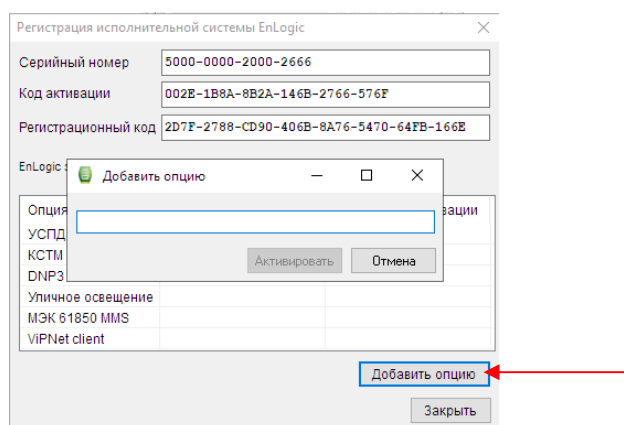 Регистрация исполнительной системы EnLogic
Серийный номер 5000-0000-2000-2666
Код активации 002E-1B8A-8B2A-146B-2766-576F
Регистрационный код 2D7F-2788-CD90-406B-8A76-5470-64FB-166E
EnLogic
Добавить опцию
Опция
УСПД
КСТМ
DNP3
Активировать Отмена
Уличное освещение
МЭК 61850 MMS
ViPNet client
Добавить опцию
Закрыть